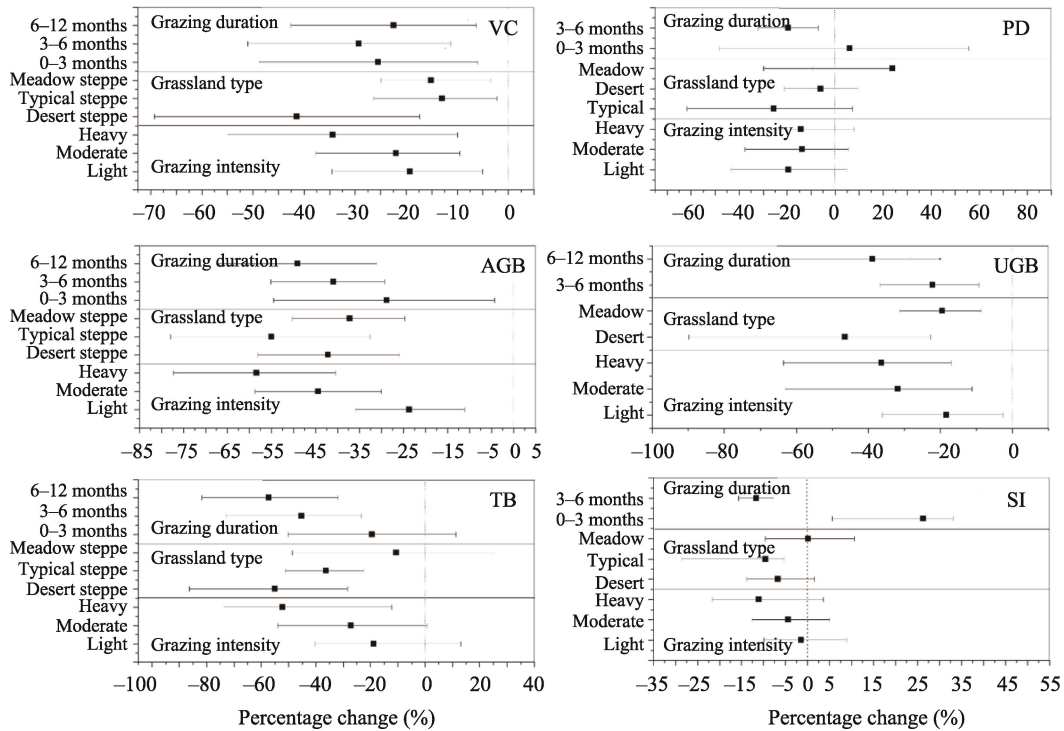 VC
Grazing duration
6–12 months
3–6 months
0–3 months
Grassland type
Meadow steppe
Typical steppe
Desert steppe
Heavy
Moderate
Light
Grazing intensity
–70 –60 –50 –40 –30 –20 –10 0
PD
Grazing duration
3–6 months
0–3 months
Meadow
Grassland type
Desert
Typical
Heavy
Grazing intensity
Moderate
Light
–60 –40 –20 0 20 40 60 80
AGB
Grazing duration
6–12 months
3–6 months
0–3 months
Meadow steppe
Grassland type
Typical steppe
Desert steppe
Heavy
Moderate
Light
Grazing intensity
–85 –75 –65 –55 –45 –35 –25 –15 –5 5
UGB
6–12 months
Grazing duration
3–6 months
Meadow
Grassland type
Desert
Heavy
Moderate
Grazing intensity
Light
–100 –80 –60 –40 –20 0
TB
6–12 months
3–6 months
Grazing duration
0–3 months
Meadow steppe
Grassland type
Typical steppe
Desert steppe
Heavy
Moderate
Light
Grazing intensity
–100 –80 –60 –40 –20 0 20 40
Percentage change (%)
SI
Grazing duration
3–6 months
0–3 months
Meadow
Grassland type
Typical
Desert
Heavy
Moderate
Light
Grazing intensity
–35 –25 –15 –5 0 5 15 25 35 45 55
Percentage change (%)